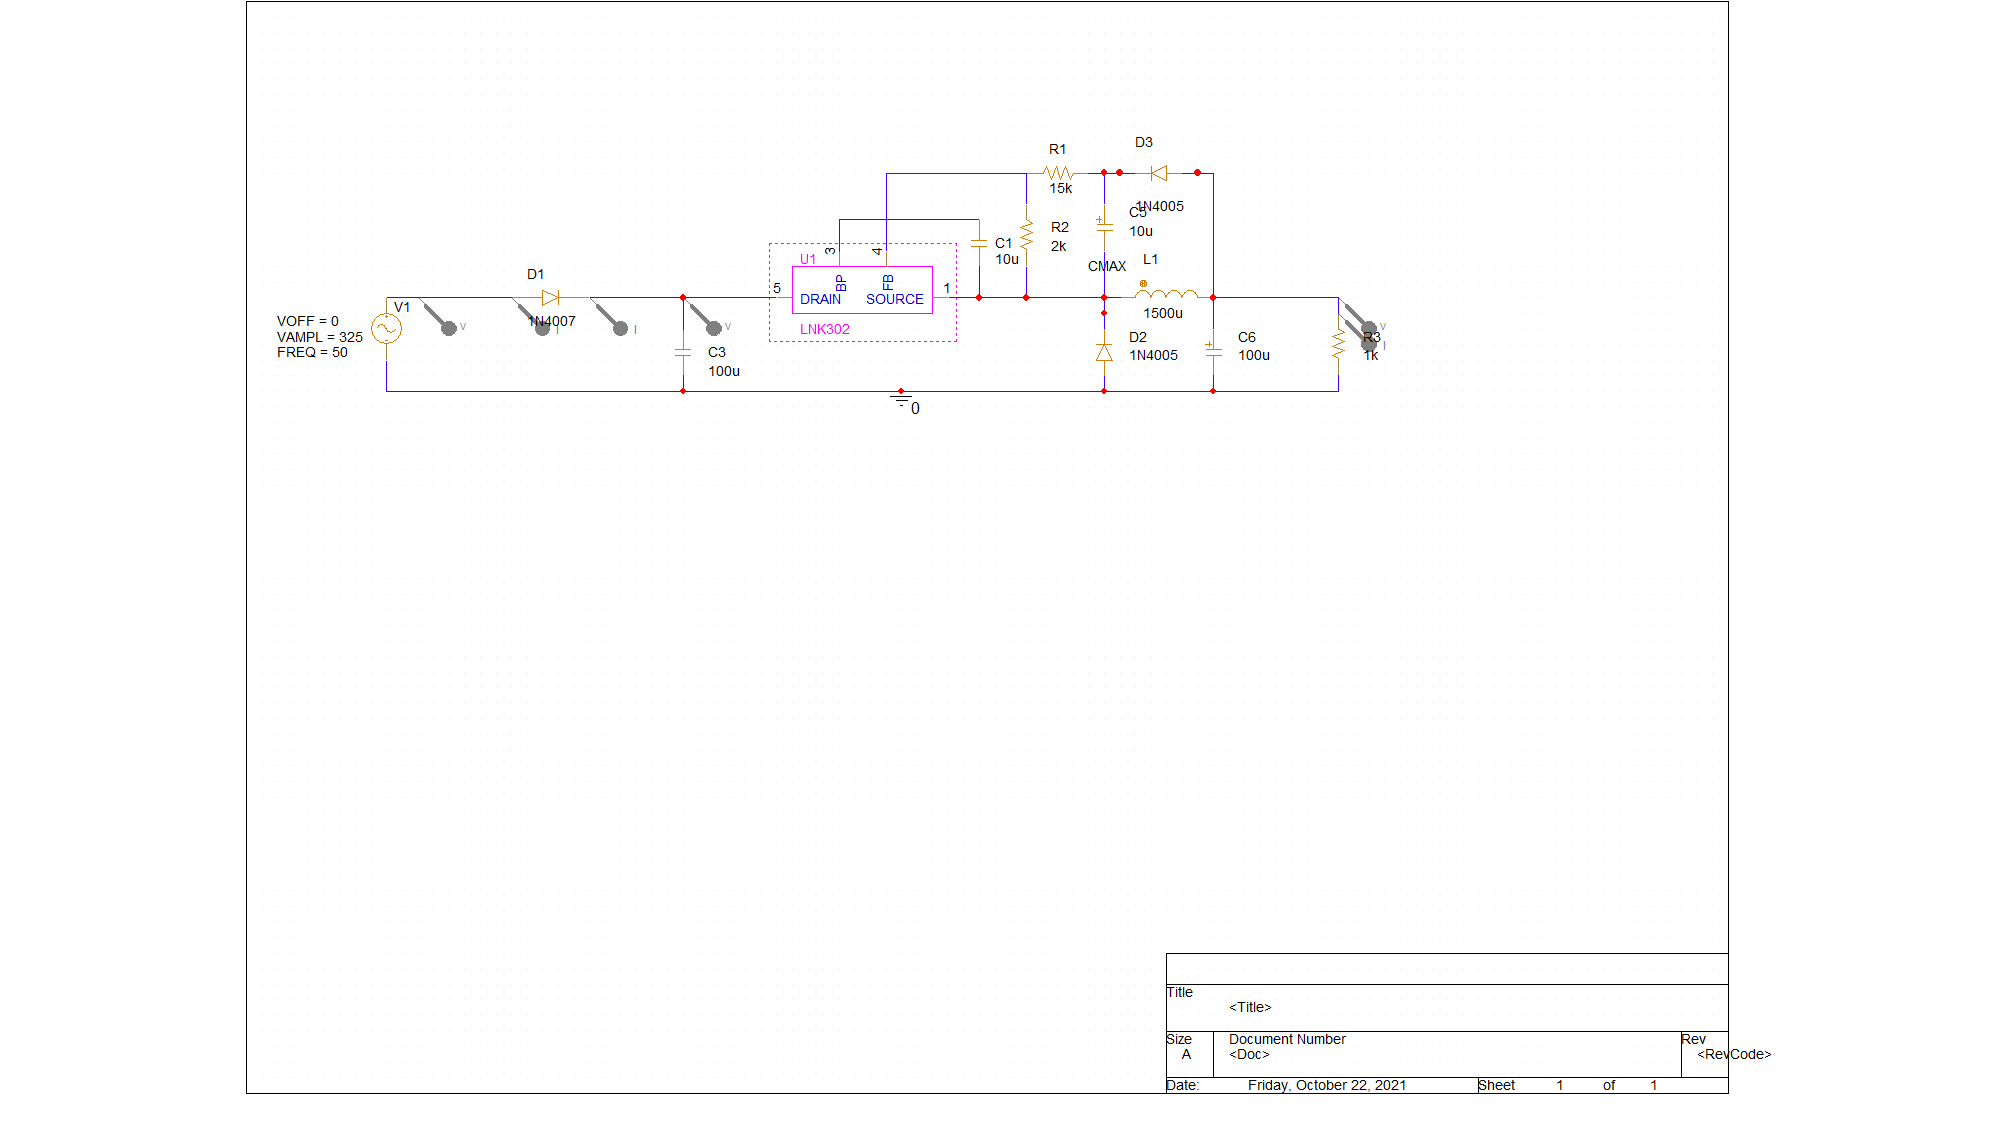 D3
R1
15k
1N4005
C5
10u
R2
2k
C1
10u
3
4
U1
BP
FB
CMAX
L1
D1
5
DRAIN
SOURCE
1
V1
V
1N4007
I
I
V
V
I
1500u
VOFF = 0
VAMPL = 325
FREQ = 50
LNK302
D2
1N4005
C6
100u
R3
1k
C3
100u
0
Title
<Title>
Size
A
Document Number
<Doc>
Rev
<RevCode>
Date:
Friday, October 22, 2021
Sheet 1 of 1